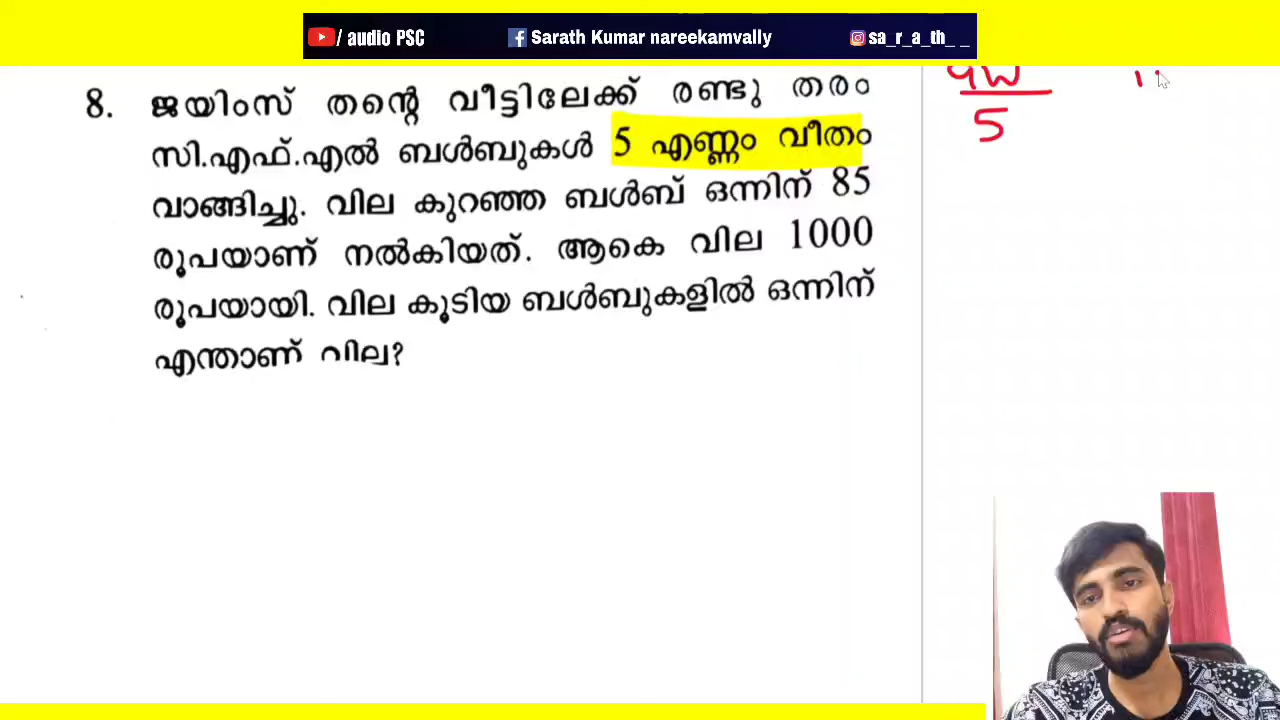 / audio PSC
Sarath Kumar nareekamvally
sa_r_a_th_ _
8. ജയിംസ് തന്റെ വീട്ടിലേക്ക് രണ്ടു തരം
സി.എഫ്.എൽ ബൾബുകൾ 5 എണ്ണം വീതം
വാങ്ങിച്ചു. വില കുറഞ്ഞ ബൾബ് ഒന്നിന് 85
രൂപയാണ് നൽകിയത്. ആകെ വില 1000
രൂപയായി. വില കൂടിയ ബൾബുകളിൽ ഒന്നിന്
എന്താണ് വില?
5